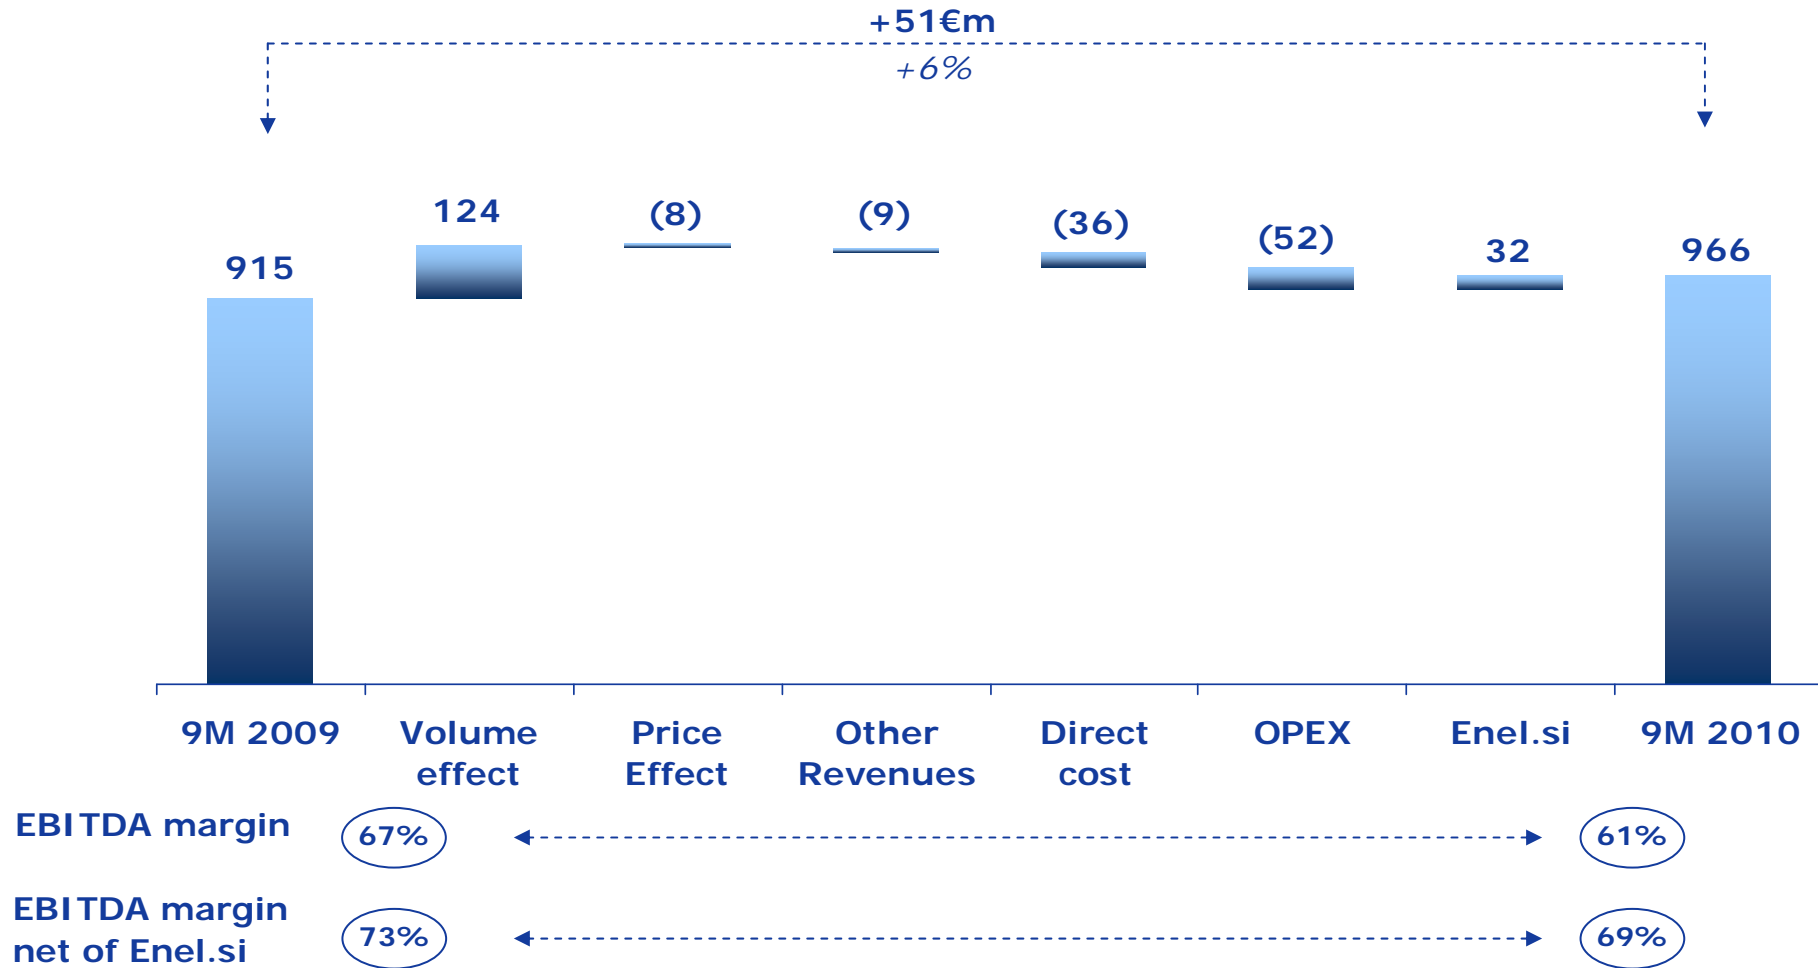 +51€m
+6%
915
124
(8)
(9)
(36)
(52)
32
966
9M 2009
Volume
effect
Price
Effect
Other
Revenues
Direct
cost
OPEX
Enel.si
9M 2010
EBITDA margin
67%
61%
EBITDA margin
net of Enel.si
73%
69%